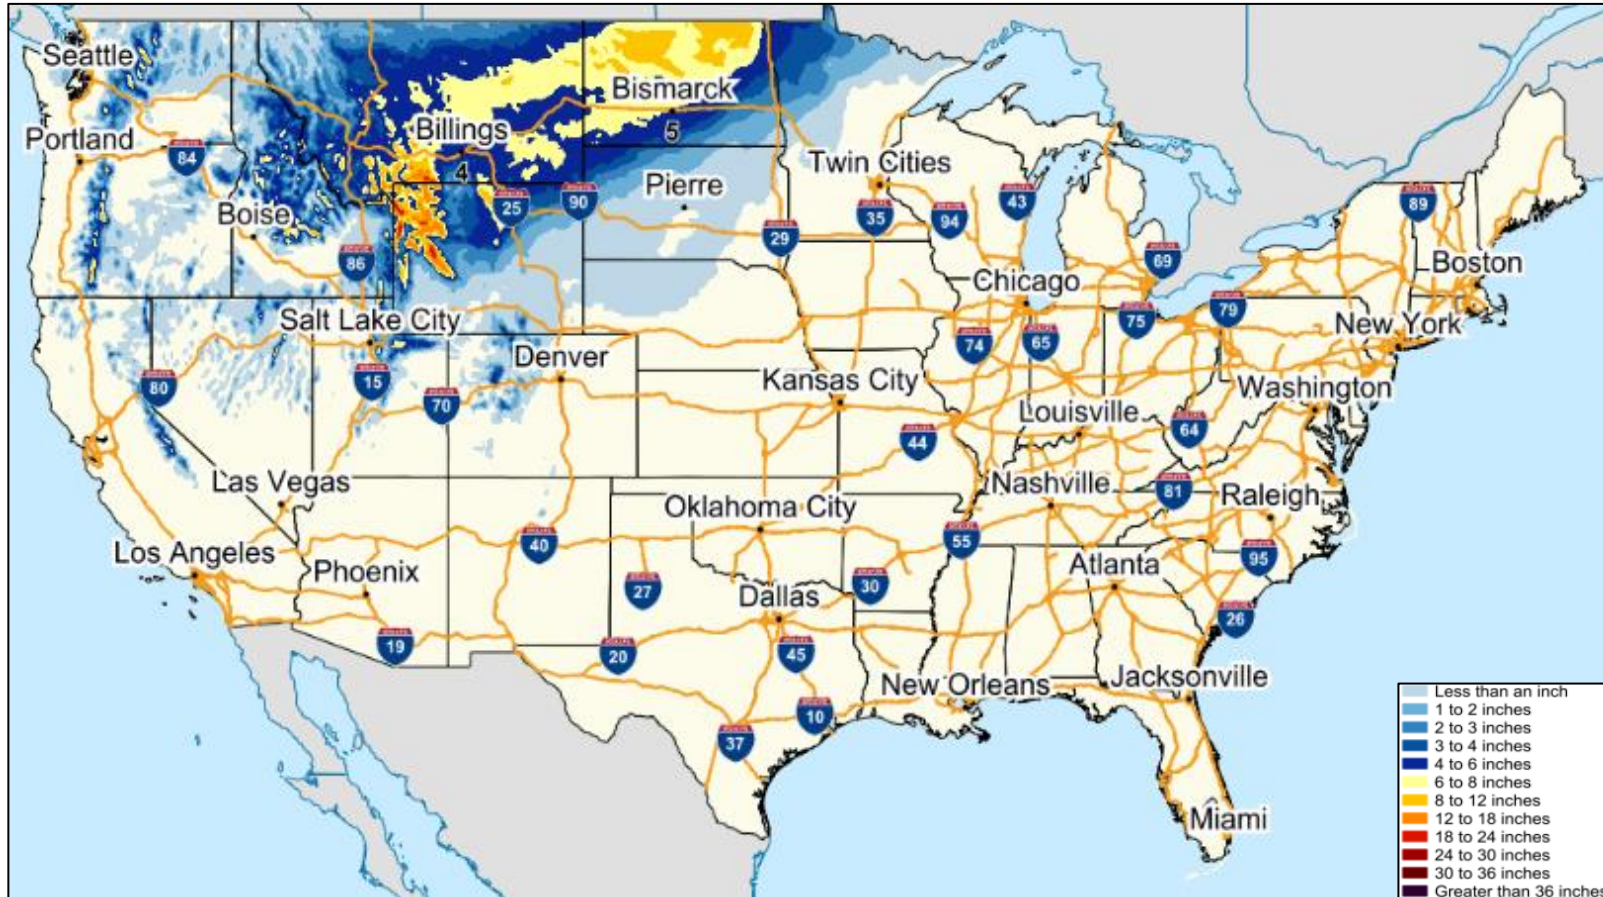 Seattle
Bismarck
Billings
5
Portland
84
4
Twin Cities
Pierre
25
90
43
89
Boise
35
94
29
86
69
Boston
Chicago
Salt Lake City
79
75
New York
74
65
Denver
80
15
70
Kansas City
Washington
Louisville
64
44
Las Vegas
Nashville
81
Raleigh
Oklahoma City
40
55
95
Los Angeles
Phoenix
Atlanta
27
30
Dallas
26
19
20
45
Jacksonville
New Orleans
10
37
Miami
Less than an inch
1 to 2 inches
2 to 3 inches
3 to 4 inches
4 to 6 inches
6 to 8 inches
8 to 12 inches
12 to 18 inches
18 to 24 inches
24 to 30 inches
30 to 36 inches
Greater than 36 inches